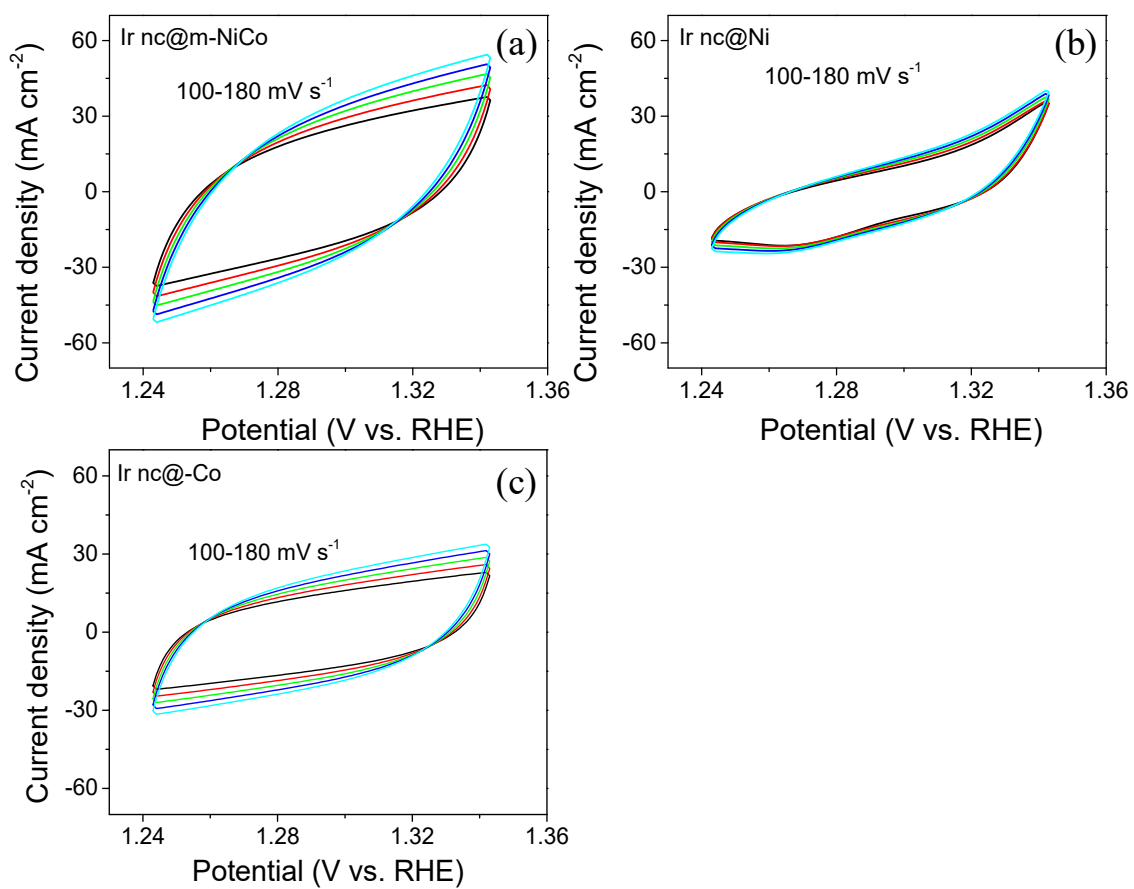 Ir nc@m-NiCo
(a)
100-180 mV s⁻¹
60
30
0
-30
-60
Current density (mA cm⁻²)
1.24
1.28
1.32
1.36
Potential (V vs. RHE)
Ir nc@Ni
(b)
100-180 mV s⁻¹
60
30
0
-30
-60
Current density (mA cm⁻²)
1.24
1.28
1.32
1.36
Potential (V vs. RHE)
Ir nc@-Co
(c)
100-180 mV s⁻¹
60
30
0
-30
-60
Current density (mA cm⁻²)
1.24
1.28
1.32
1.36
Potential (V vs. RHE)